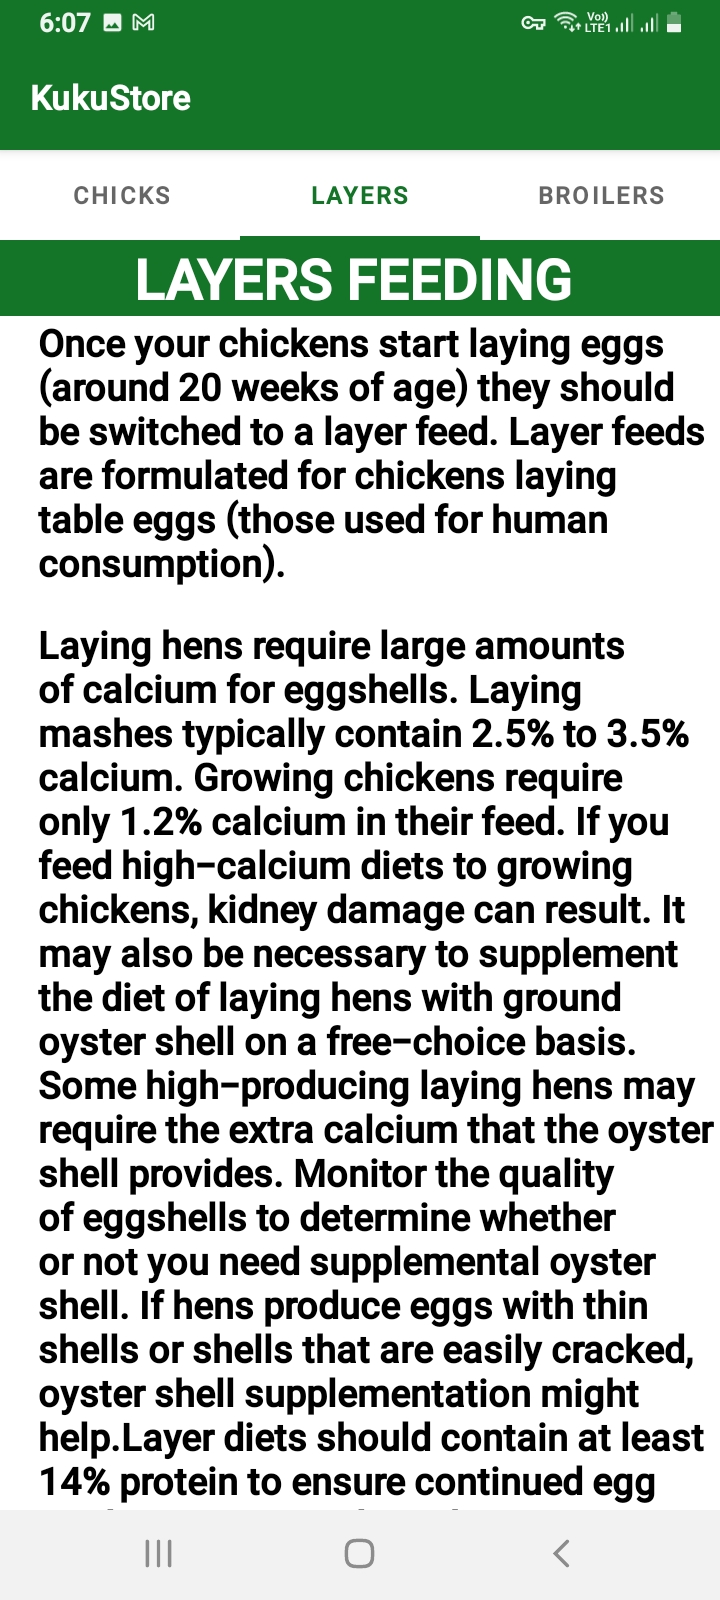 6:07
Vo))
LTE1
KukuStore
CHICKS LAYERS BROILERS
LAYERS FEEDING
Once your chickens start laying eggs
(around 20 weeks of age) they should
be switched to a layer feed. Layer feeds
are formulated for chickens laying
table eggs (those used for human
consumption).
Laying hens require large amounts
of calcium for eggshells. Laying
mashes typically contain 2.5% to 3.5%
calcium. Growing chickens require
only 1.2% calcium in their feed. If you
feed high-calcium diets to growing
chickens, kidney damage can result. It
may also be necessary to supplement
the diet of laying hens with ground
oyster shell on a free-choice basis.
Some high-producing laying hens may
require the extra calcium that the oyster
shell provides. Monitor the quality
of eggshells to determine whether
or not you need supplemental oyster
shell. If hens produce eggs with thin
shells or shells that are easily cracked,
oyster shell supplementation might
help.Layer diets should contain at least
14% protein to ensure continued egg